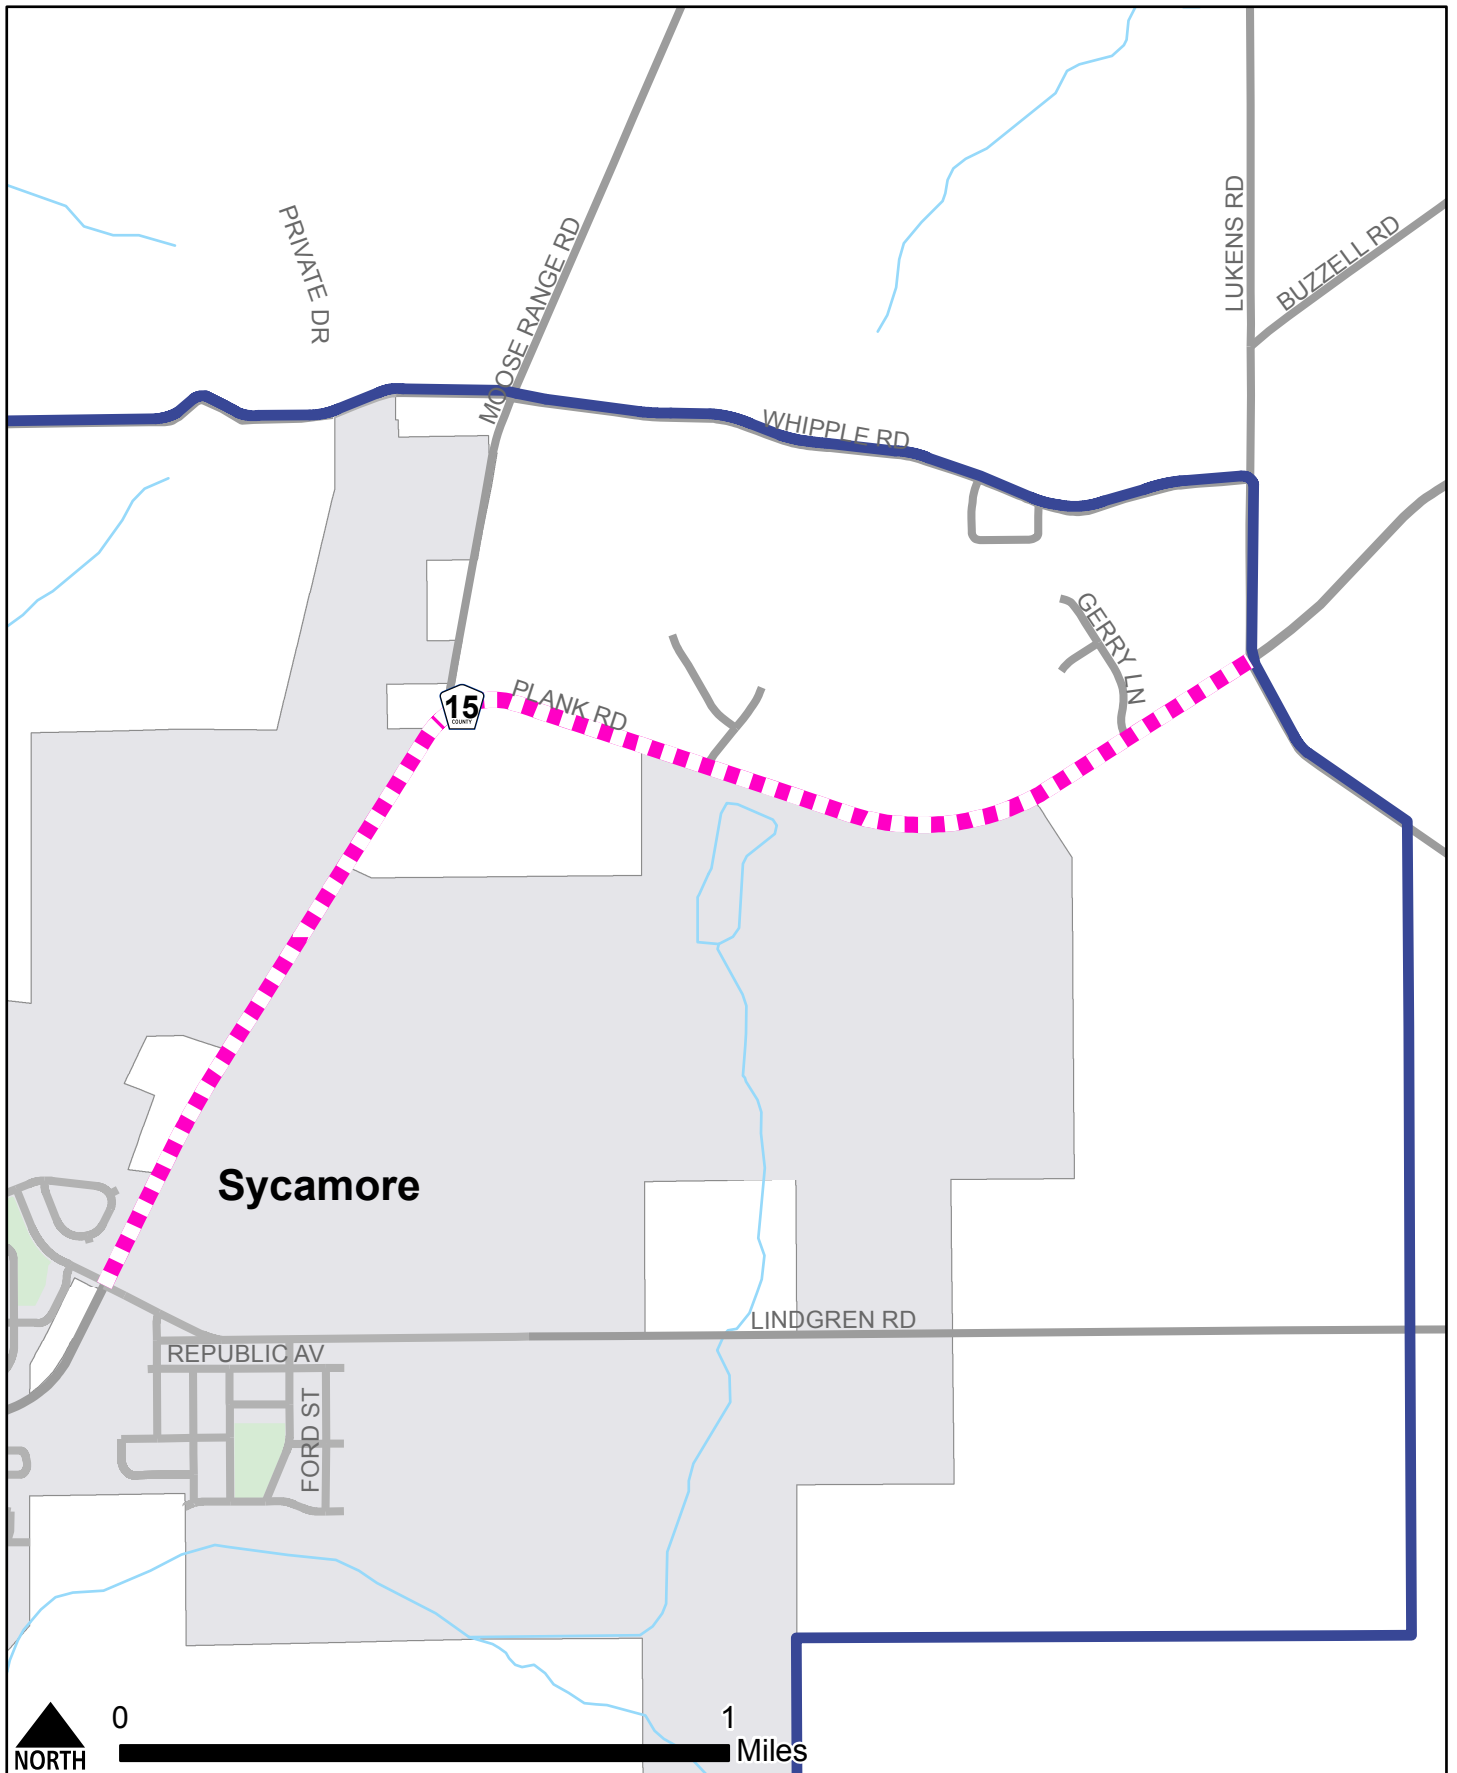 PRIVATE DR
MOOSE RANGE RD
LUKENS RD
BUZZELL RD
WHIPPLE RD
GERRY LN
15
COUNTY
PLANK RD
Sycamore
LINDGREN RD
REPUBLIC AV
FORD ST
0
1
Miles
NORTH